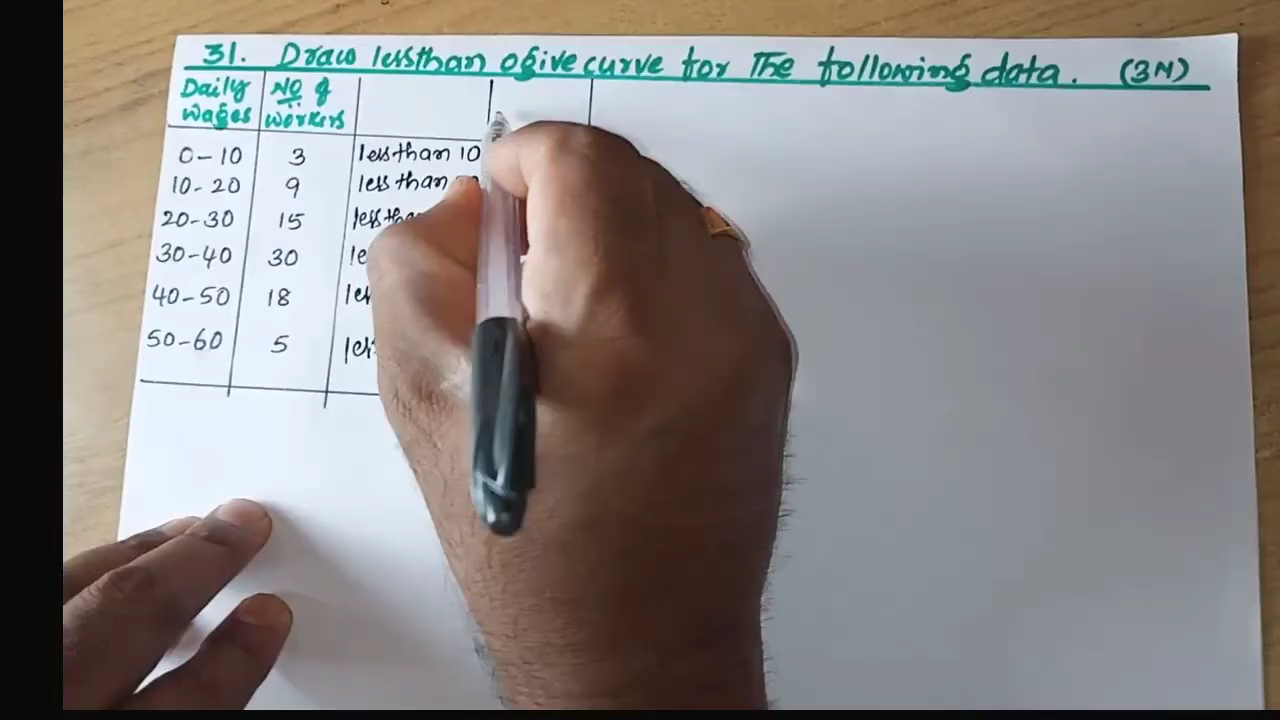 31. Draw lessthan ogive curve for The following data. (3M)
Daily wages No of workers
0-10 3 lessthan 10
10-20 9 less than
20-30 15
30-40 30
40-50 18
50-60 5